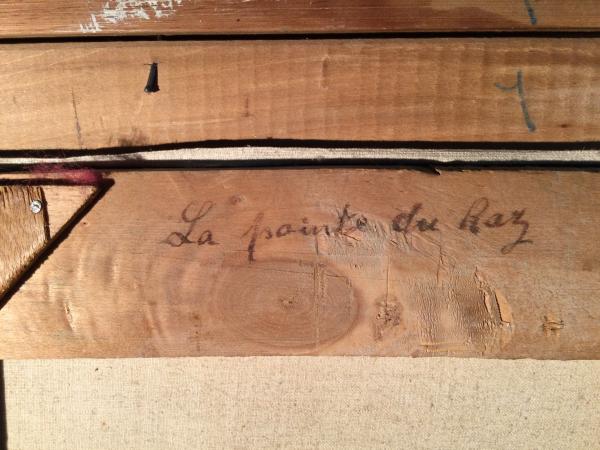 La pointe du Raz